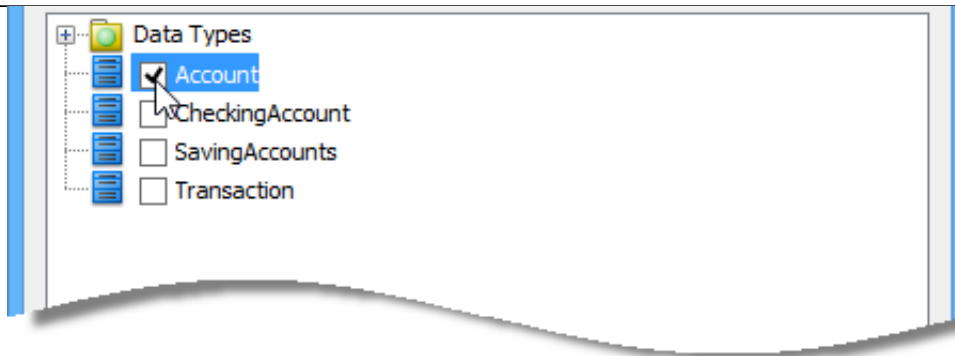 Data Types
Account
CheckingAccount
SavingAccounts
Transaction